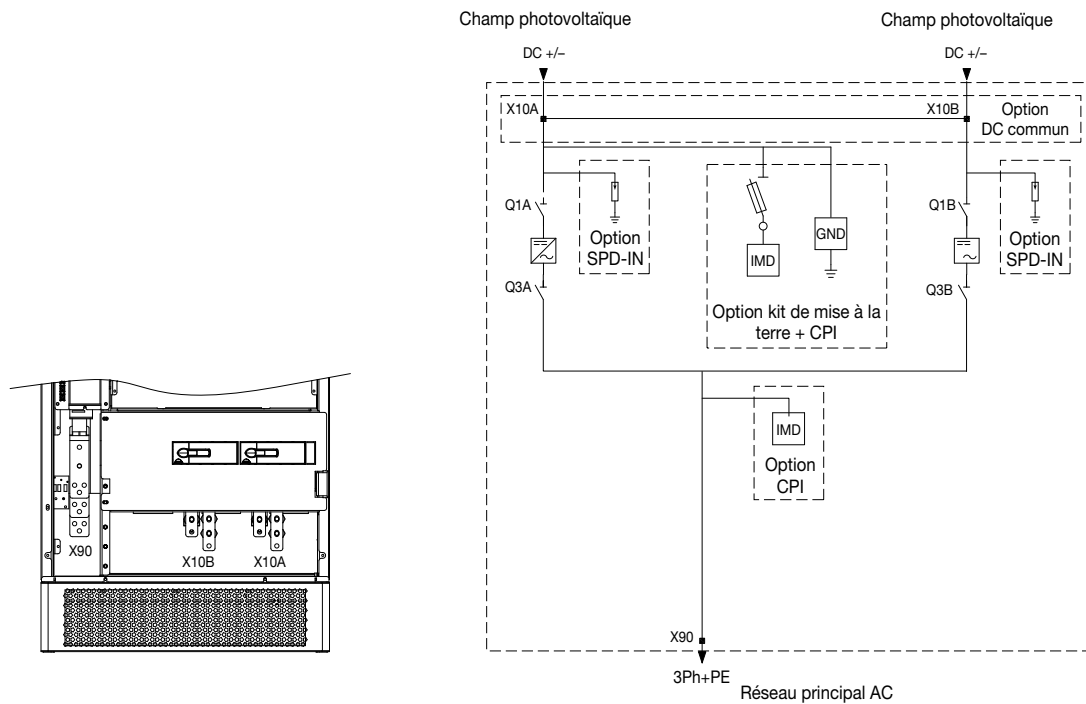 Champ photovoltaïque
Champ photovoltaïque
DC +/–
DC +/–
X10A
X10B
Option
DC commun
Q1A
Option
SPD-IN
IMD
GND
Q1B
Option
SPD-IN
Q3A
Option kit de mise à la
terre + CPI
Q3B
IMD
Option
CPI
X90
X10B
X10A
X90
3Ph+PE
Réseau principal AC